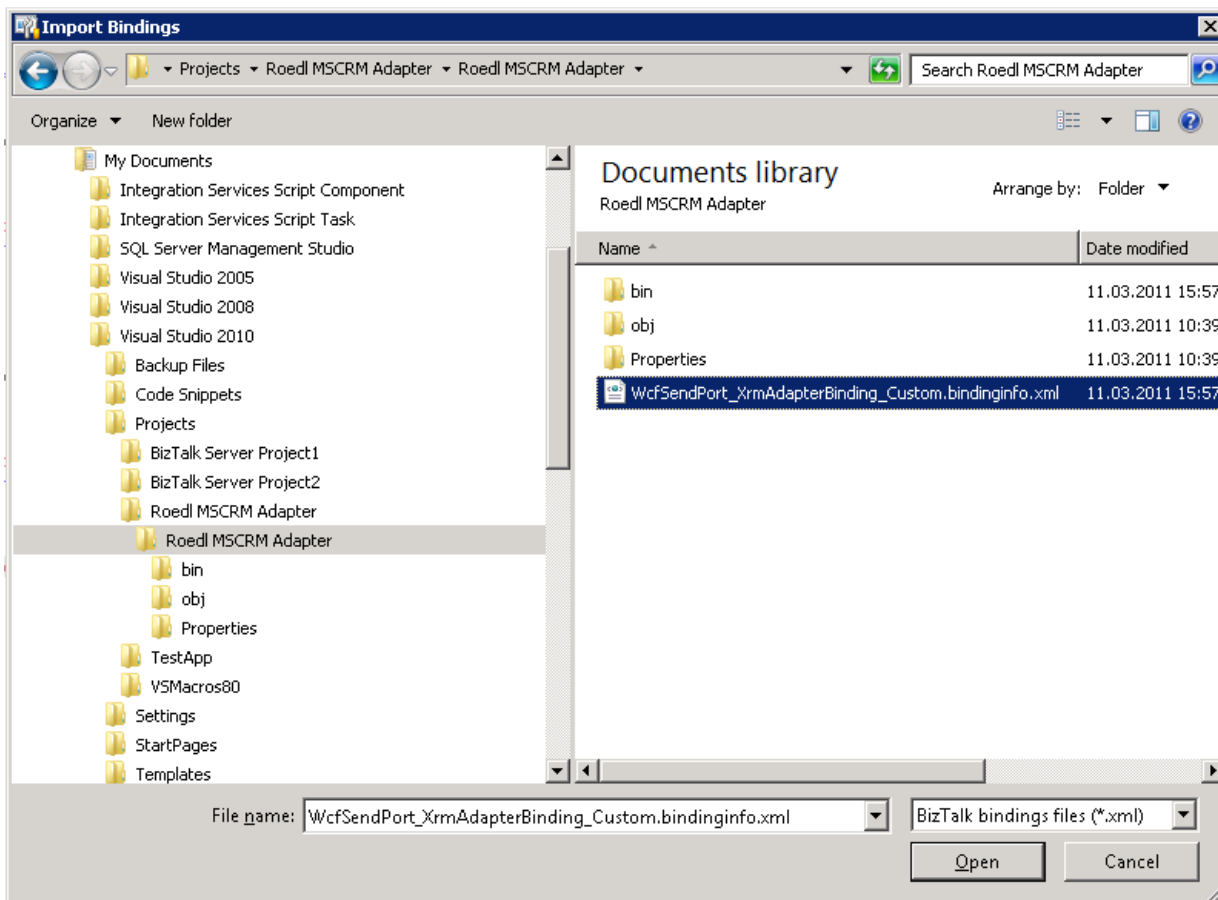 Import Bindings
Projects Roedl MSCRM Adapter Roedl MSCRM Adapter
Search Roedl MSCRM Adapter
Organize New folder
My Documents
Integration Services Script Component
Integration Services Script Task
SQL Server Management Studio
Visual Studio 2005
Visual Studio 2008
Visual Studio 2010
Backup Files
Code Snippets
Projects
BizTalk Server Project1
BizTalk Server Project2
Roedl MSCRM Adapter
Roedl MSCRM Adapter
bin
obj
Properties
TestApp
VSMacros80
Settings
StartPages
Templates
Documents library
Roedl MSCRM Adapter
Arrange by: Folder
Name Date modified
bin 11.03.2011 15:57
obj 11.03.2011 10:39
Properties 11.03.2011 10:39
WcfSendPort_XrmAdapterBinding_Custom.bindinginfo.xml 11.03.2011 15:57
File name: WcfSendPort_XrmAdapterBinding_Custom.bindinginfo.xml
BizTalk bindings files (*.xml)
Open Cancel